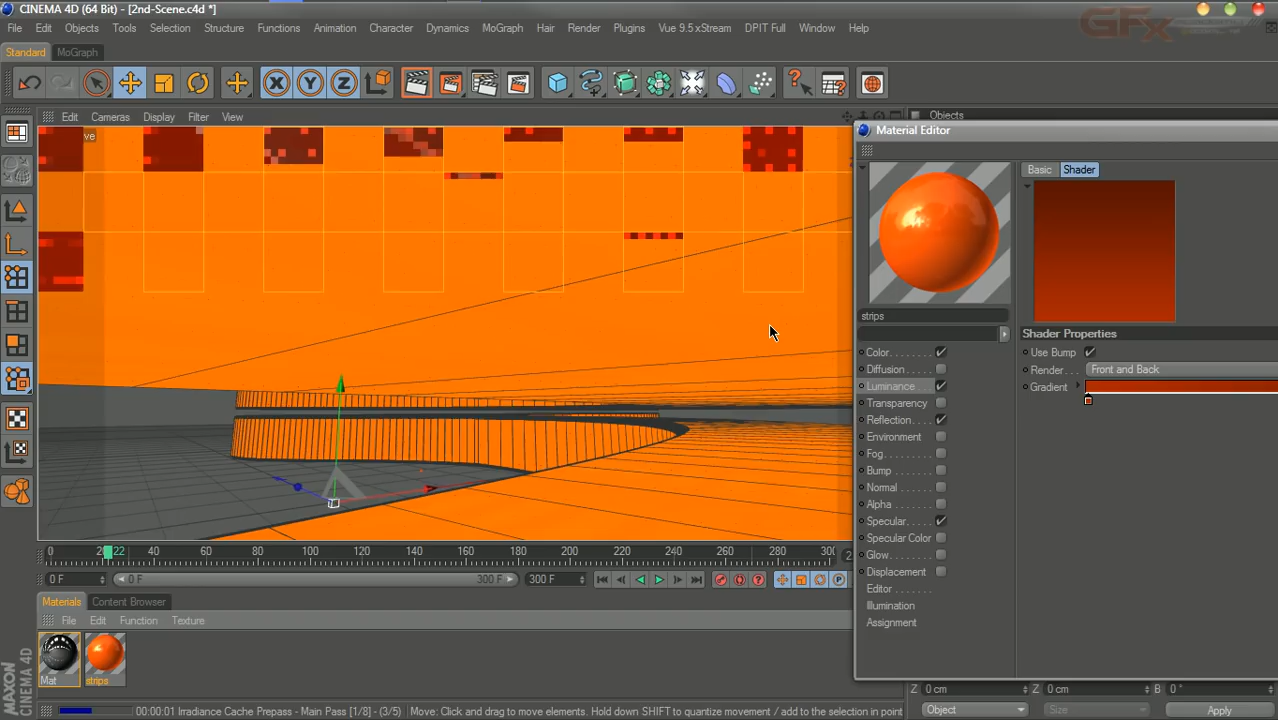 CINEMA 4D (64 Bit) - [2nd-Scene.c4d *]
File Edit Objects Tools Selection Structure Functions Animation Character Dynamics MoGraph Hair Render Plugins Vue 9.5 xStream DPIT Full Window Help
GFx
Standard MoGraph
X Y Z
Edit Cameras Display Filter View
Objects
ve
Material Editor
Basic Shader
strips
Shader Properties
Color
Use Bump
Diffusion
Render Front and Back
Luminance
Gradient
Transparency
Reflection
Environment
Fog
Bump
Normal
Alpha
Specular
Specular Color
Glow
Displacement
Editor
Illumination
Assignment
0 20 22 40 60 80 100 120 140 160 180 200 220 240 260 280 300
0 F 0 F 300 F 300 F
P
Materials Content Browser
File Edit Function Texture
Mat strips
MAXON
CINEMA 4D
Z 0 cm Z 0 cm B 0 °
Object Size Apply
00:00:01 Irradiance Cache Prepass - Main Pass [1/8] - (3/5) Move: Click and drag to move elements. Hold down SHIFT to quantize movement / add to the selection in point